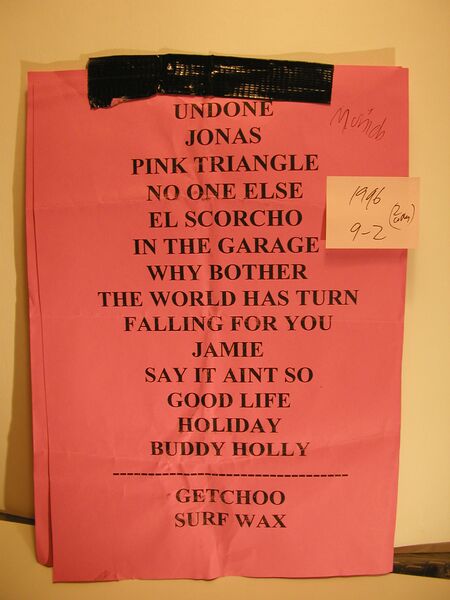 UNDONE
JONAS
PINK TRIANGLE
NO ONE ELSE
EL SCORCHO
IN THE GARAGE
WHY BOTHER
THE WORLD HAS TURN
FALLING FOR YOU
JAMIE
SAY IT AINT SO
GOOD LIFE
HOLIDAY
BUDDY HOLLY
--------------------------------
GETCHOO
SURF WAX
1996
9-2